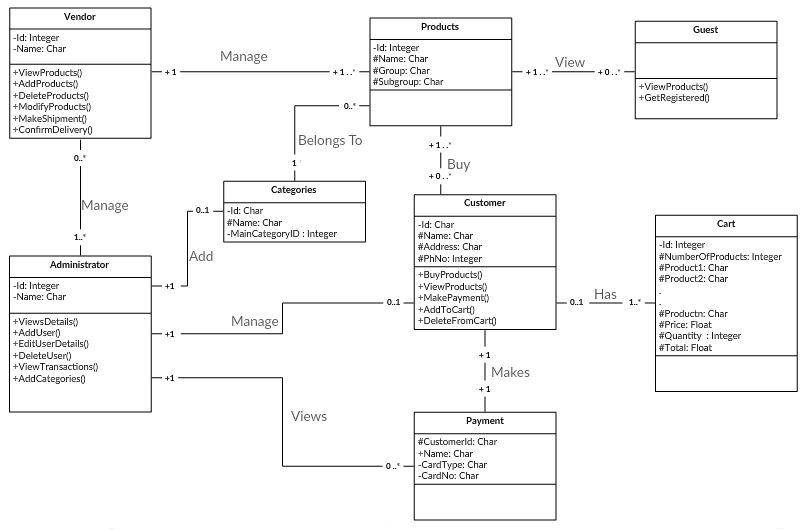 Vendor
-Id: Integer
-Name: Char
+ViewProducts()
+AddProducts()
+DeleteProducts()
+ModifyProducts()
+MakeShipment()
+ConfirmDelivery()
+1
Manage
+1..*
Products
-Id: Integer
#Name: Char
#Group: Char
#Subgroup: Char
+1..*
View
+0..*
Guest
+ViewProducts()
+GetRegistered()
0..*
Belongs To
1
+1..*
Buy
+0..*
0..*
Manage
1..*
Categories
-Id: Char
#Name: Char
-MainCategoryID : Integer
0..1
Add
+1
Customer
-Id: Char
#Name: Char
#Address: Char
#PhNo: Integer
+BuyProducts()
+ViewProducts()
+MakePayment()
+AddToCart()
+DeleteFromCart()
0..1
Has
1..*
Cart
-Id: Integer
#NumberOfProducts: Integer
#Product1: Char
#Product2: Char
.
.
#Productn: Char
#Price: Float
#Quantity : Integer
#Total: Float
Administrator
-Id: Integer
-Name: Char
+ViewsDetails()
+AddUser()
+EditUserDetails()
+DeleteUser()
+ViewTransactions()
+AddCategories()
+1
Manage
0..1
+1
Views
0..*
+1
Makes
+1
Payment
#CustomerId: Char
+Name: Char
-CardType: Char
-CardNo: Char